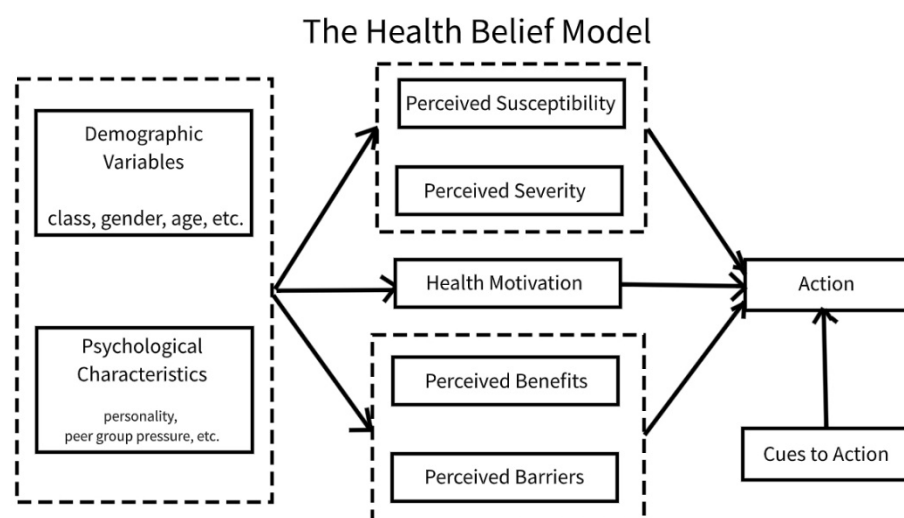 The Health Belief Model
Demographic
Variables
class, gender, age, etc.
Psychological
Characteristics
personality,
peer group pressure, etc.
Perceived Susceptibility
Perceived Severity
Health Motivation
Perceived Benefits
Perceived Barriers
Action
Cues to Action